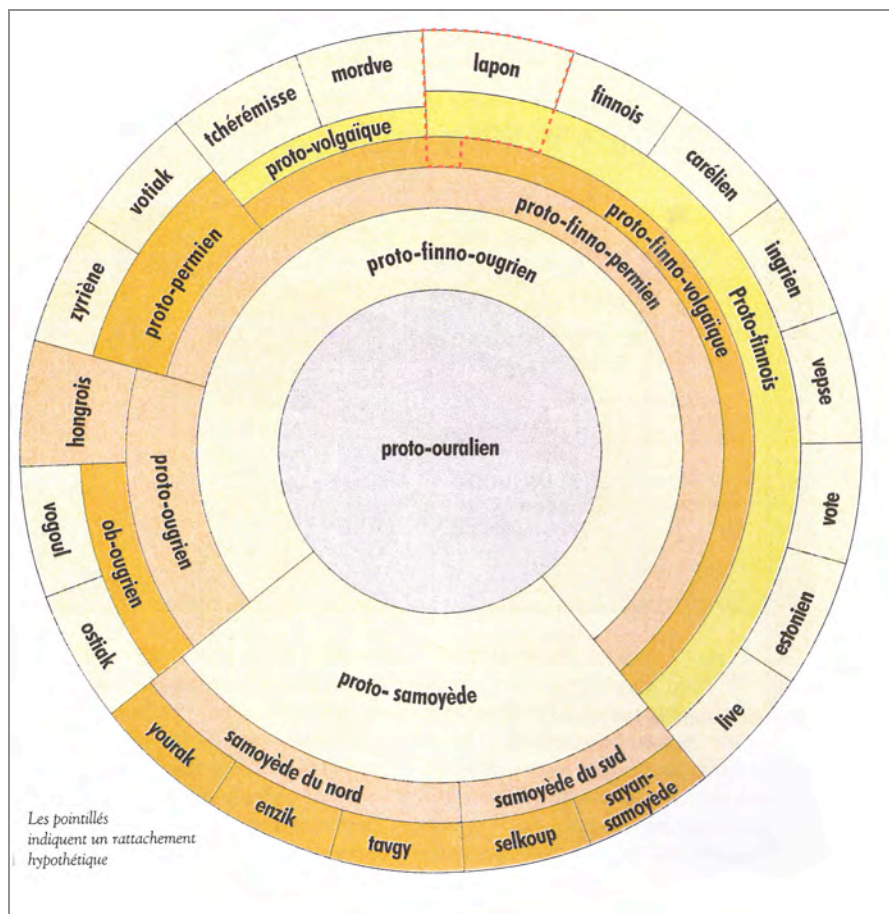 lapon
finnois
carélien
ingrien
vepse
vote
estonien
live
sayan-
samoyède
selkoup
tavgy
enzik
yourak
ostiak
vogoul
hongrois
zyriène
votiak
tchérémisse
mordve
proto-volgaïque
Proto-finnois
proto-finno-volgaïque
proto-finno-permien
proto-permien
proto-finno-ougrien
proto-ouralien
proto-ougrien
ob-ougrien
proto- samoyède
samoyède du nord
samoyède du sud
Les pointillés
indiquent un rattachement
hypothétique